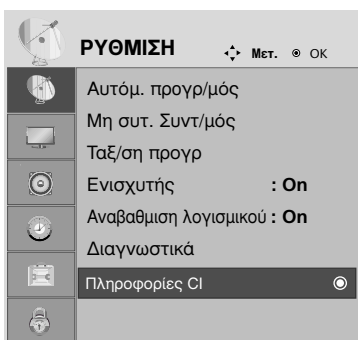 ΡΥΘΜΙΣΗ Μετ. OK
Αυτόμ. προγρ/μός
Μη συτ. Συντ/μός
Ταξ/ση προγρ
Ενισχυτής : On
Αναβαθμιση λογισμικού : On
Διαγνωστικά
Πληροφορίες CI